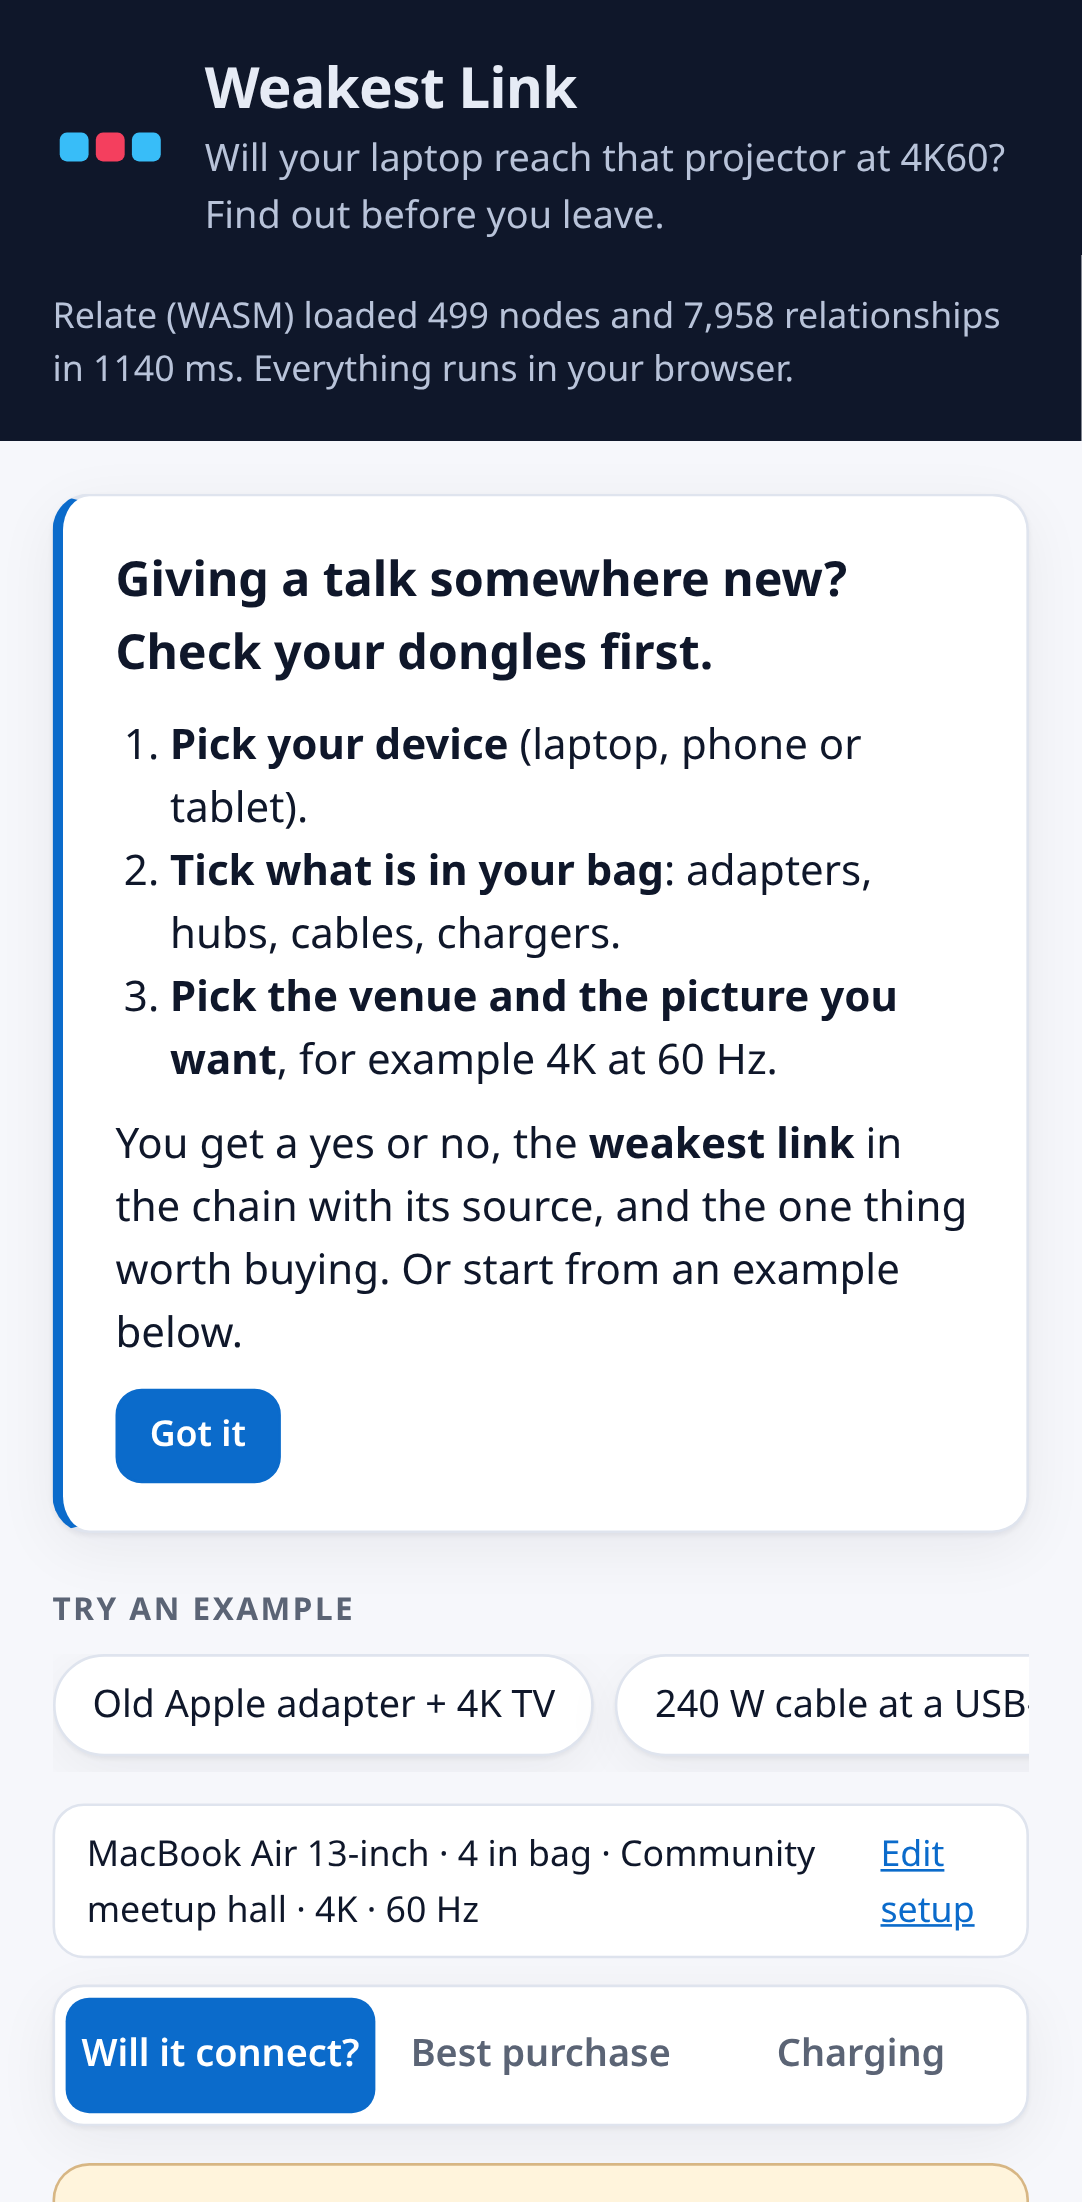 Weakest Link
Will your laptop reach that projector at 4K60?
Find out before you leave.
Relate (WASM) loaded 499 nodes and 7,958 relationships
in 1140 ms. Everything runs in your browser.
Giving a talk somewhere new?
Check your dongles first.
1. Pick your device (laptop, phone or
tablet).
2. Tick what is in your bag: adapters,
hubs, cables, chargers.
3. Pick the venue and the picture you
want, for example 4K at 60 Hz.
You get a yes or no, the weakest link in
the chain with its source, and the one thing
worth buying. Or start from an example
below.
Got it
TRY AN EXAMPLE
Old Apple adapter + 4K TV
240 W cable at a USB-
MacBook Air 13-inch · 4 in bag · Community
meetup hall · 4K · 60 Hz
Edit
setup
Will it connect?
Best purchase
Charging